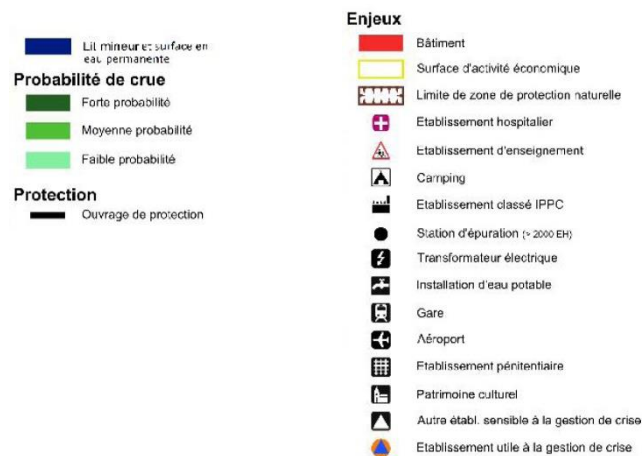 Lit mineur et surface en
eau permanente
Probabilité de crue
Forte probabilité
Moyenne probabilité
Faible probabilité
Protection
Ouvrage de protection
Enjeux
Bâtiment
Surface d'activité économique
Limite de zone de protection naturelle
Etablissement hospitalier
Etablissement d'enseignement
Camping
Etablissement classé IPPC
Station d'épuration (> 2000 EH)
Transformateur électrique
Installation d'eau potable
Gare
Aéroport
Etablissement pénitentiaire
Patrimoine culturel
Autre établ. sensible à la gestion de crise
Etablissement utile à la gestion de crise